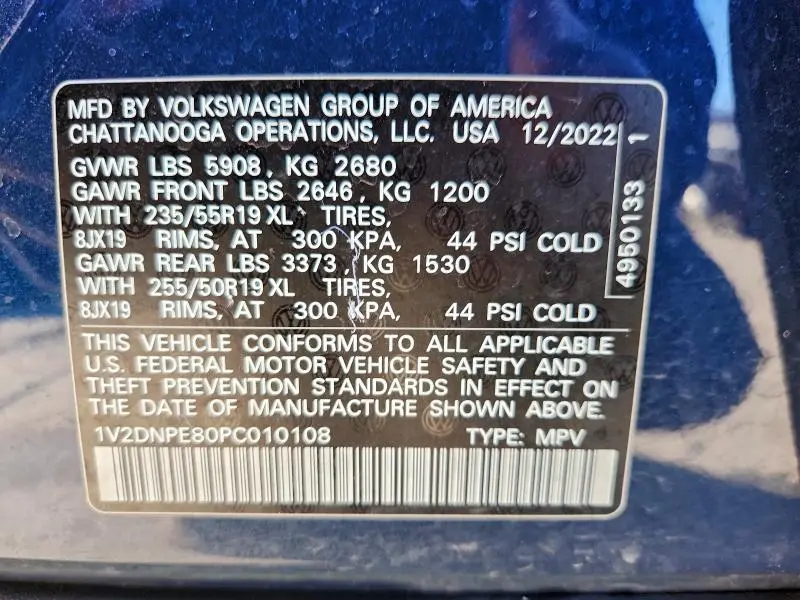 MFD BY VOLKSWAGEN GROUP OF AMERICA
CHATTANOOGA OPERATIONS, LLC. USA 12/2022
GVWR LBS 5908, KG 2680
GAWR FRONT LBS 2646, KG 1200
WITH 235/55R19 XL TIRES,
8JX19 RIMS, AT 300 KPA, 44 PSI COLD
GAWR REAR LBS 3373, KG 1530
WITH 255/50R19 XL TIRES,
8JX19 RIMS, AT 300 KPA, 44 PSI COLD
4950133 1
THIS VEHICLE CONFORMS TO ALL APPLICABLE
U.S. FEDERAL MOTOR VEHICLE SAFETY AND
THEFT PREVENTION STANDARDS IN EFFECT ON
THE DATE OF MANUFACTURE SHOWN ABOVE.
1V2DNPE80PC010108 TYPE: MPV